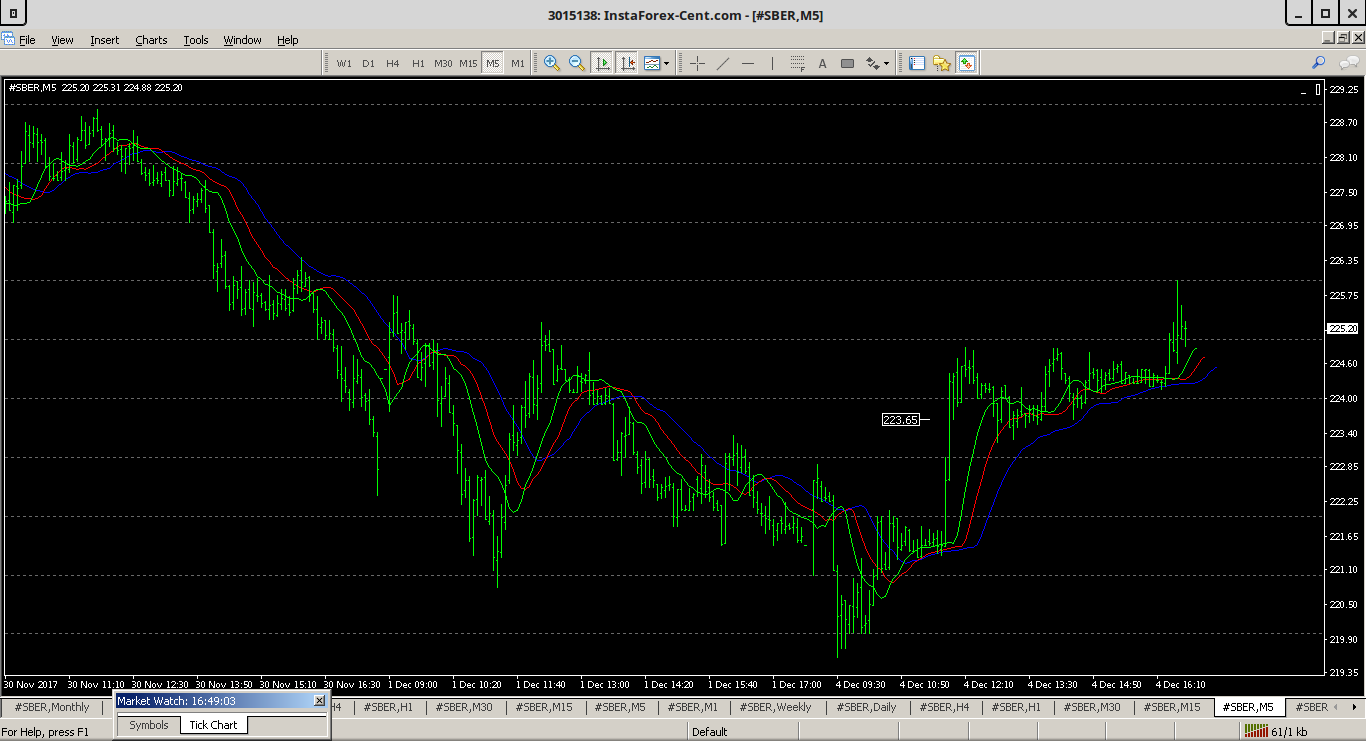 3015138: InstaForex-Cent.com - [#SBER,M5]
File View Insert Charts Tools Window Help
W1 D1 H4 H1 M30 M15 M5 M1 F A
#SBER,M5 225.20 225.31 224.88 225.20
229.25
228.70
228.10
227.50
226.95
226.35
225.75
225.20
224.60
224.00
223.65
223.40
222.85
222.25
221.65
221.10
220.50
219.90
219.35
30 Nov 2017 30 Nov 11:10 30 Nov 12:30 30 Nov 13:50 30 Nov 15:10 30 Nov 16:30 1 Dec 09:00 1 Dec 10:20 1 Dec 11:40 1 Dec 13:00 1 Dec 14:20 1 Dec 15:40 1 Dec 17:00 4 Dec 09:30 4 Dec 10:50 4 Dec 12:10 4 Dec 13:30 4 Dec 14:50 4 Dec 16:10
Market Watch: 16:49:03
#SBER,Monthly H4 #SBER,H1 #SBER,M30 #SBER,M15 #SBER,M5 #SBER,M1 #SBER,Weekly #SBER,Daily #SBER,H4 #SBER,H1 #SBER,M30 #SBER,M15 #SBER,M5 #SBER
Symbols Tick Chart
For Help, press F1 Default 61/1 kb